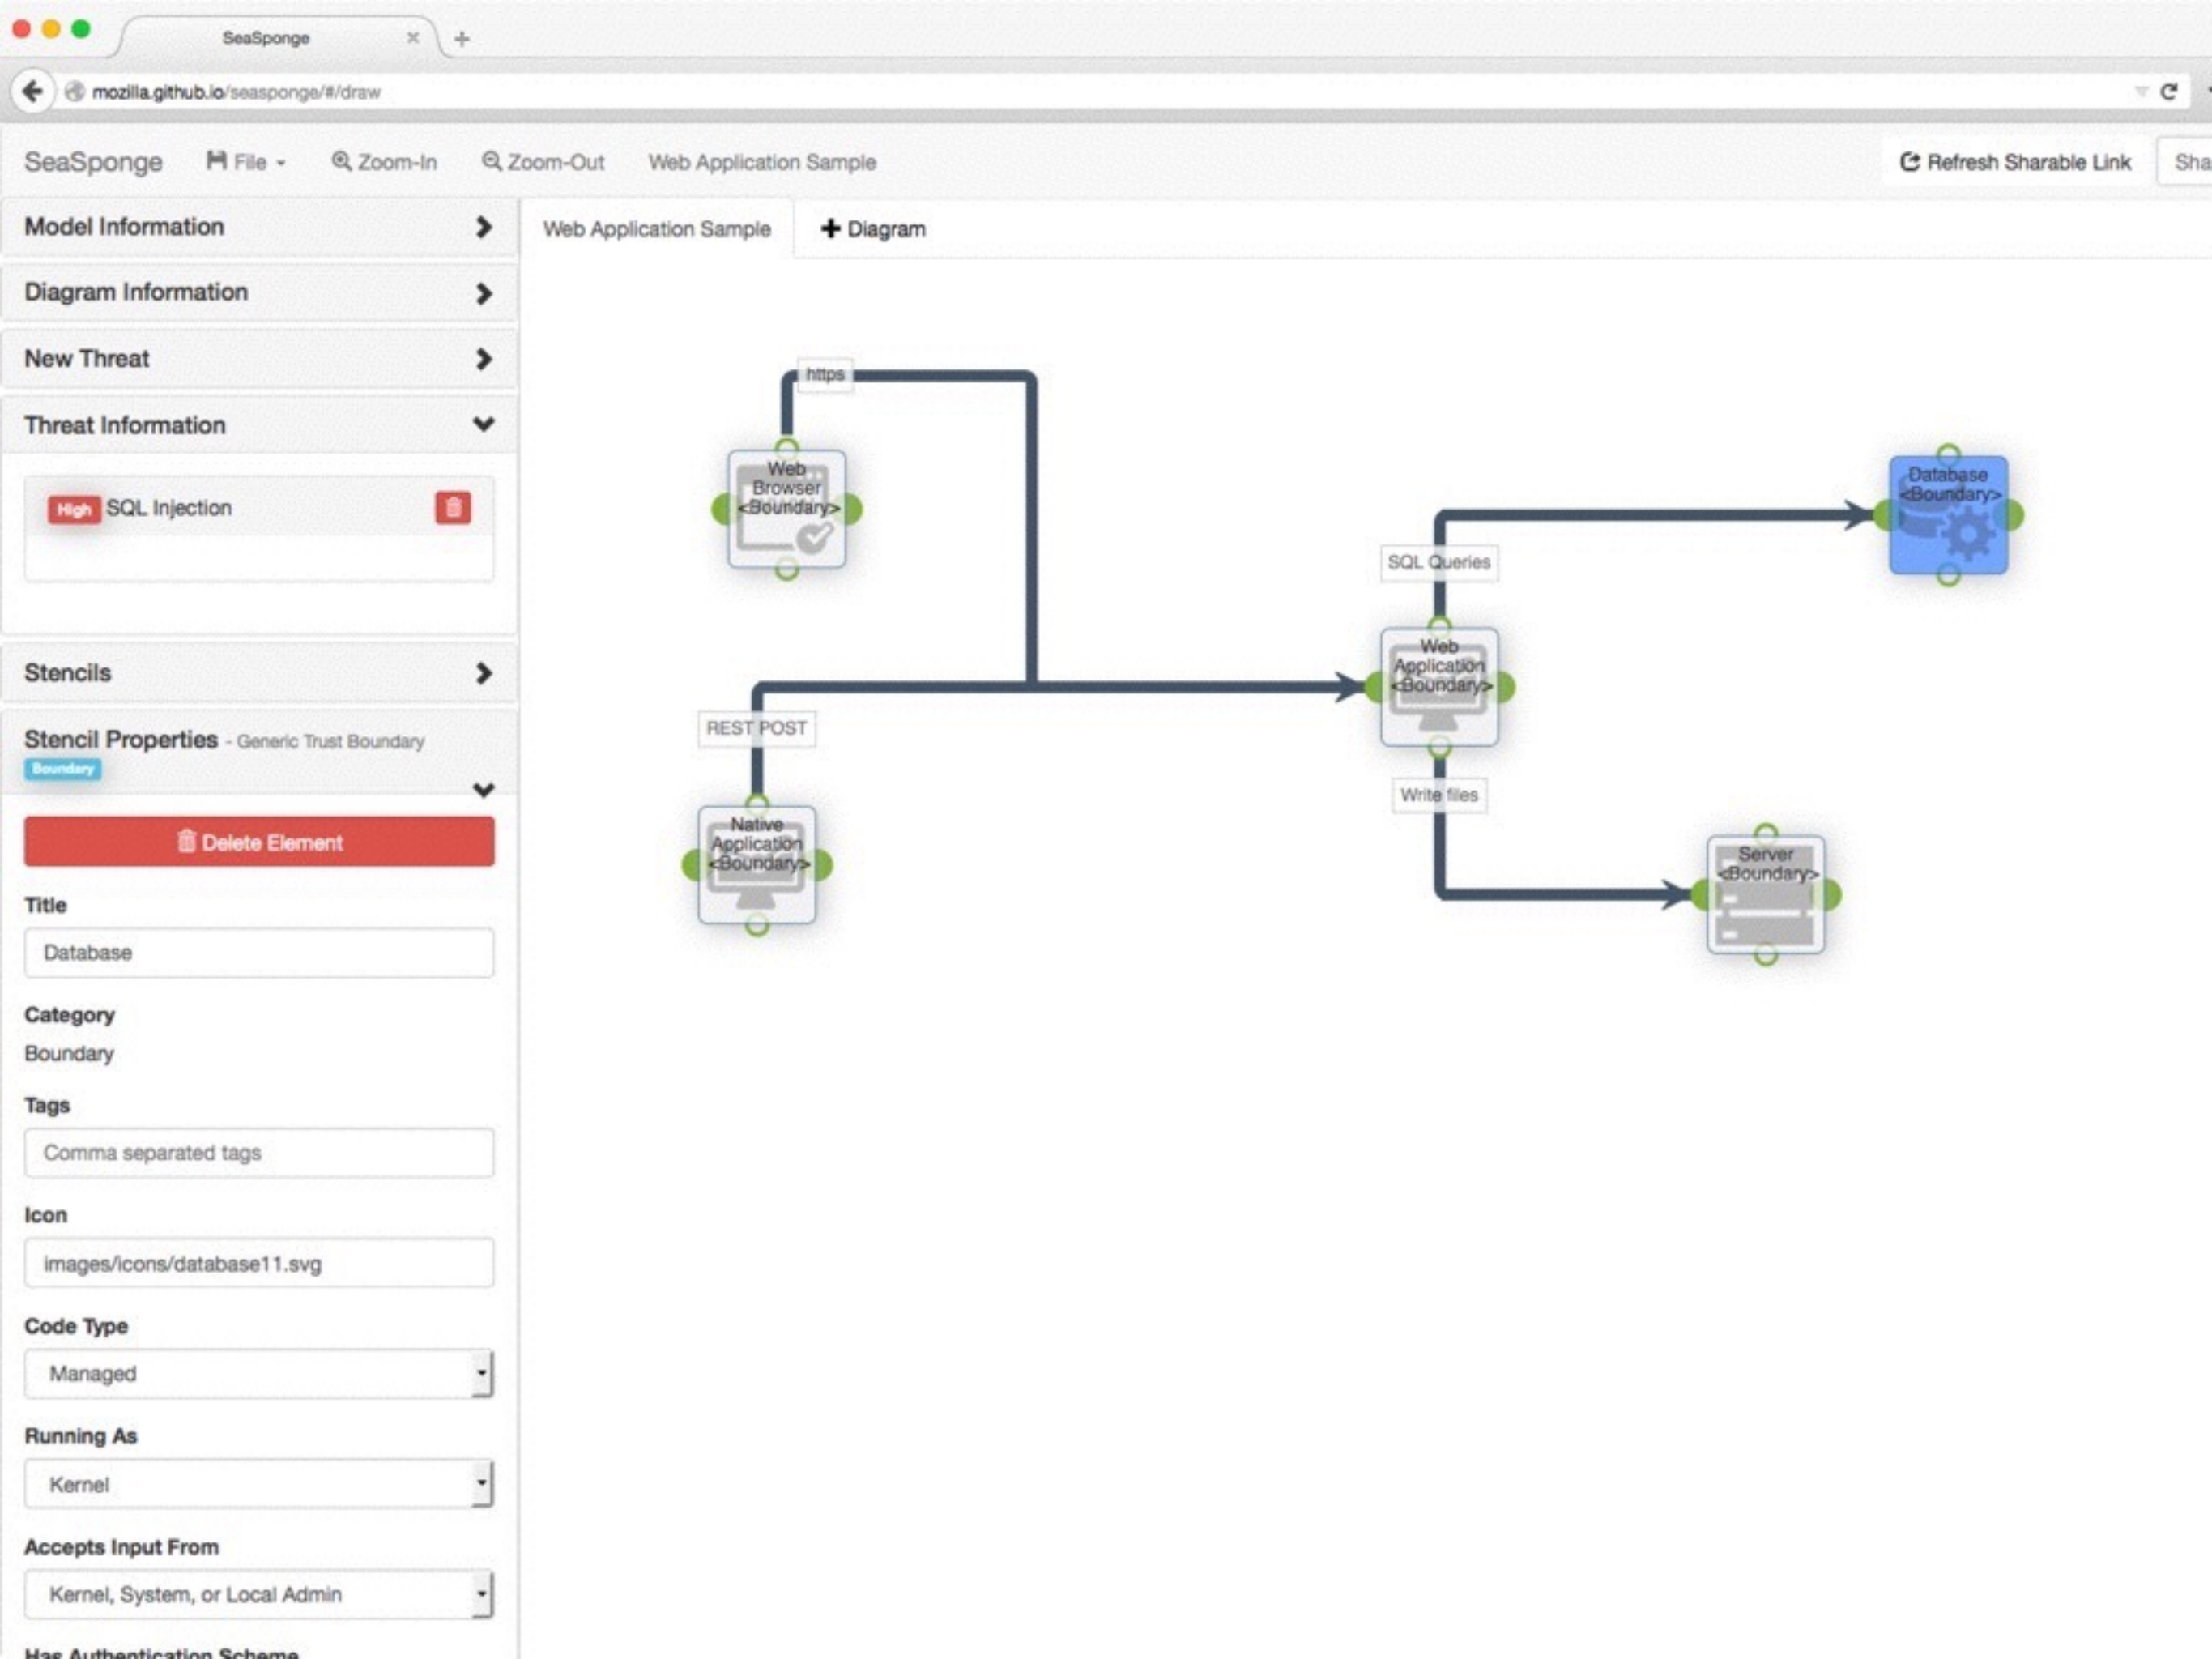 SeaSponge
mozilla.github.io/seasponge/#/draw
SeaSponge File Zoom-In Zoom-Out Web Application Sample Refresh Sharable Link
Model Information
Diagram Information
New Threat
Threat Information
High SQL Injection
Stencils
Stencil Properties - Generic Trust Boundary
Boundary
Delete Element
Title
Database
Category
Boundary
Tags
Comma separated tags
Icon
images/icons/database11.svg
Code Type
Managed
Running As
Kernel
Accepts Input From
Kernel, System, or Local Admin
Has Authentication Scheme
Web Application Sample + Diagram
https
Web
Browser
<Boundary>
Database
<Boundary>
SQL Queries
Web
Application
<Boundary>
REST POST
Write files
Native
Application
<Boundary>
Server
<Boundary>